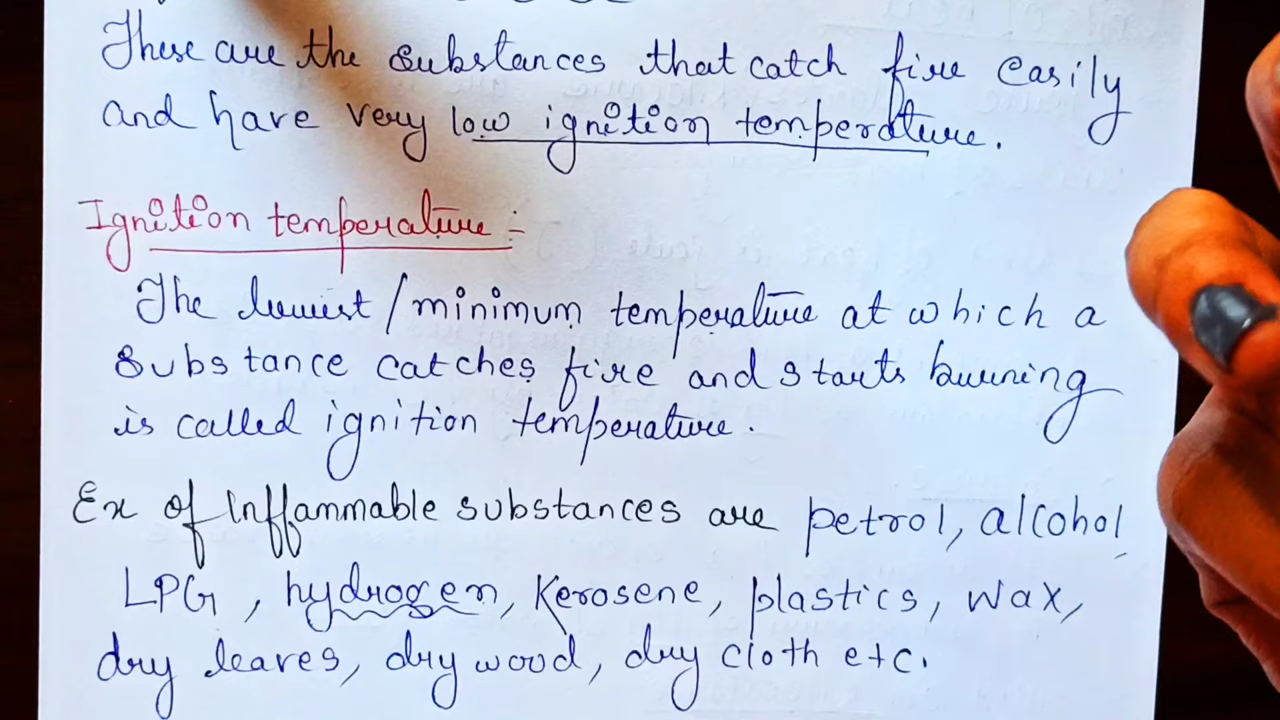 These are the substances that catch fire easily
and have very low ignition temperature.
Ignition temperature :-
The lowest / minimum temperature at which a
substance catches fire and starts burning
is called ignition temperature.
Ex of Inffammable substances are petrol, alcohol
LPG, hydrogen, Kerosene, plastics, wax,
dry leaves, dry wood, dry cloth etc.